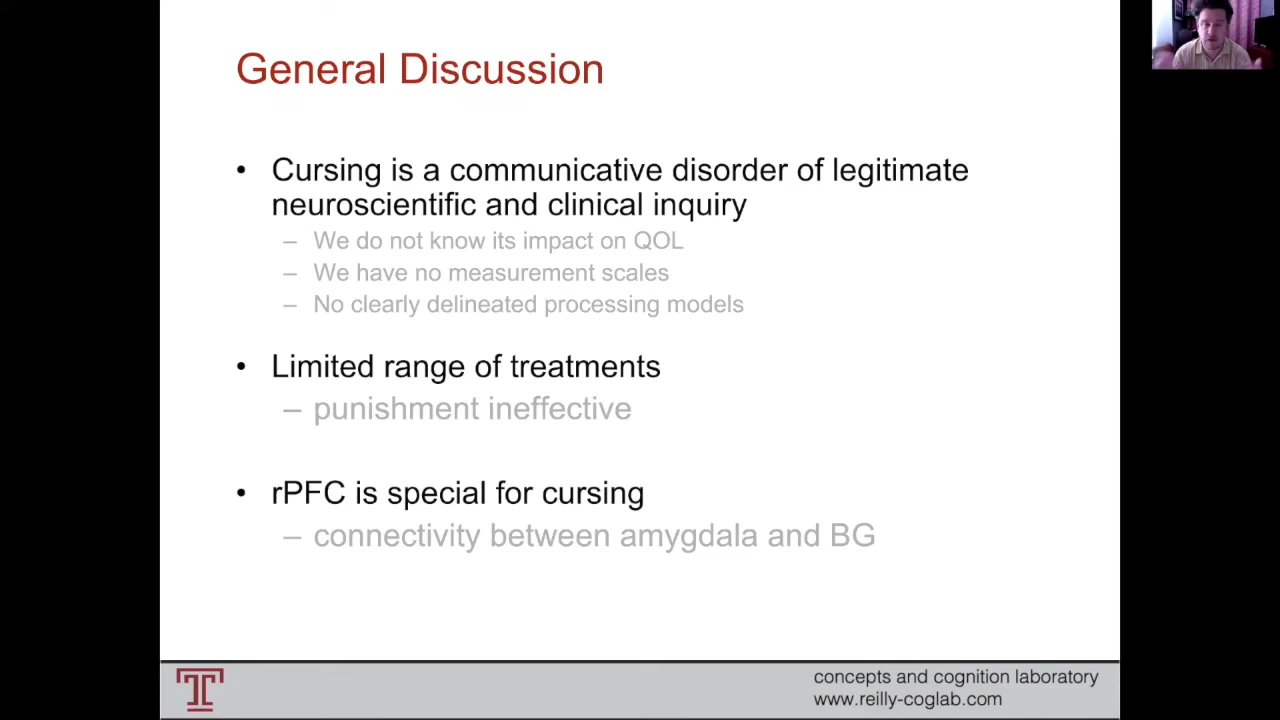 General Discussion
• Cursing is a communicative disorder of legitimate
neuroscientific and clinical inquiry
– We do not know its impact on QOL
– We have no measurement scales
– No clearly delineated processing models
• Limited range of treatments
– punishment ineffective
• rPFC is special for cursing
– connectivity between amygdala and BG
T
concepts and cognition laboratory
www.reilly-coglab.com